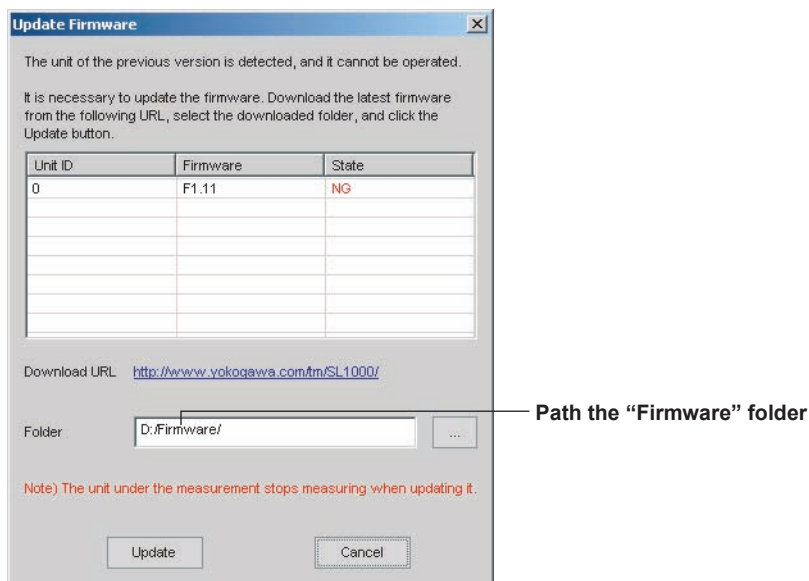 Update Firmware
The unit of the previous version is detected, and it cannot be operated.
It is necessary to update the firmware. Download the latest firmware
from the following URL, select the downloaded folder, and click the
Update button.
Unit ID Firmware State
0 F1.11 NG
Download URL http://www.yokogawa.com/tm/SL1000/
Folder D:/Firmware/ ...
Path the “Firmware” folder
Note) The unit under the measurement stops measuring when updating it.
Update Cancel